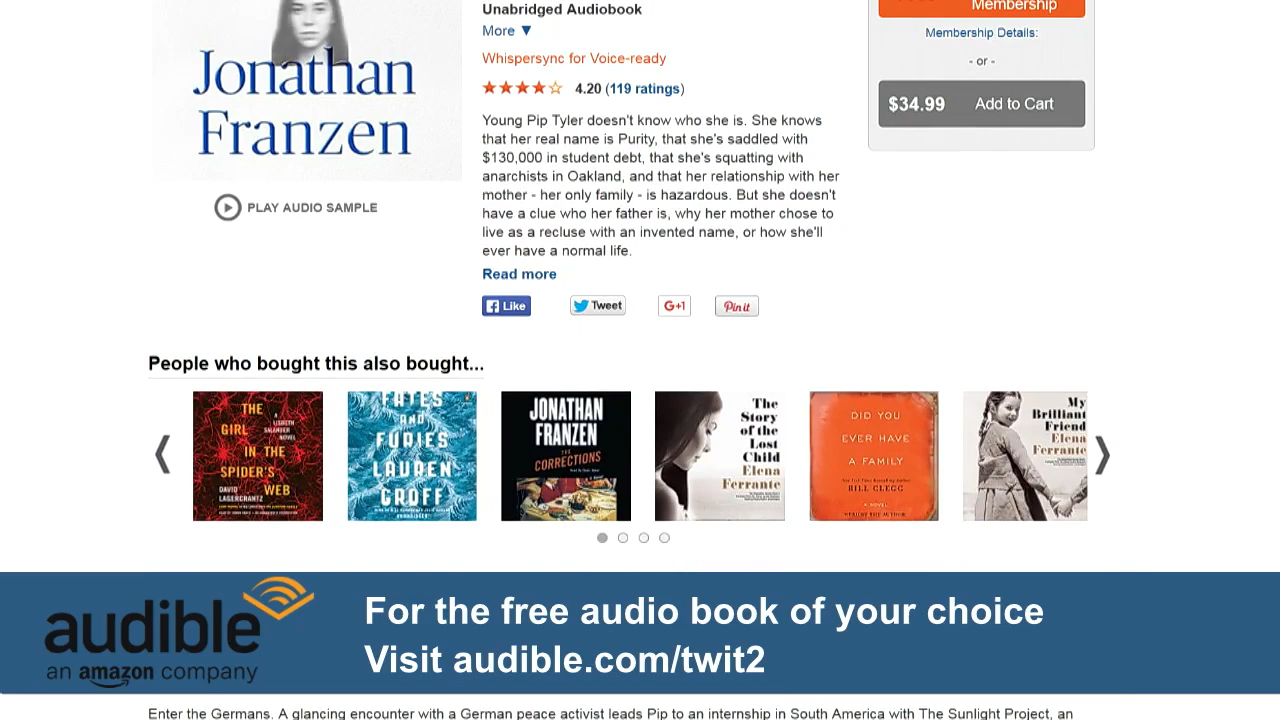 Jonathan
Franzen
PLAY AUDIO SAMPLE
Unabridged Audiobook
More ▼
Whispersync for Voice-ready
4.20 (119 ratings)
Young Pip Tyler doesn't know who she is. She knows
that her real name is Purity, that she's saddled with
$130,000 in student debt, that she's squatting with
anarchists in Oakland, and that her relationship with her
mother - her only family - is hazardous. But she doesn't
have a clue who her father is, why her mother chose to
live as a recluse with an invented name, or how she'll
ever have a normal life.
Read more
Like
Tweet
G+1
Pin it
Membership
Membership Details:
- or -
$34.99 Add to Cart
People who bought this also bought...
THE
GIRL
A
LISBETH
SALANDER
NOVEL
IN THE
SPIDER'S
WEB
DAVID
LAGERCRANTZ
FATES
AND
FURIES
LAUREN
GROFF
JONATHAN
FRANZEN
THE
CORRECTIONS
The
Story
of the
Lost
Child
Elena
Ferrante
DID YOU
EVER HAVE
A FAMILY
BILL CLEGG
A NOVEL
My
Brilliant
Friend
Elena
Ferrante
audible
an amazon company
For the free audio book of your choice
Visit audible.com/twit2
Enter the Germans. A glancing encounter with a German peace activist leads Pip to an internship in South America with The Sunlight Project, an